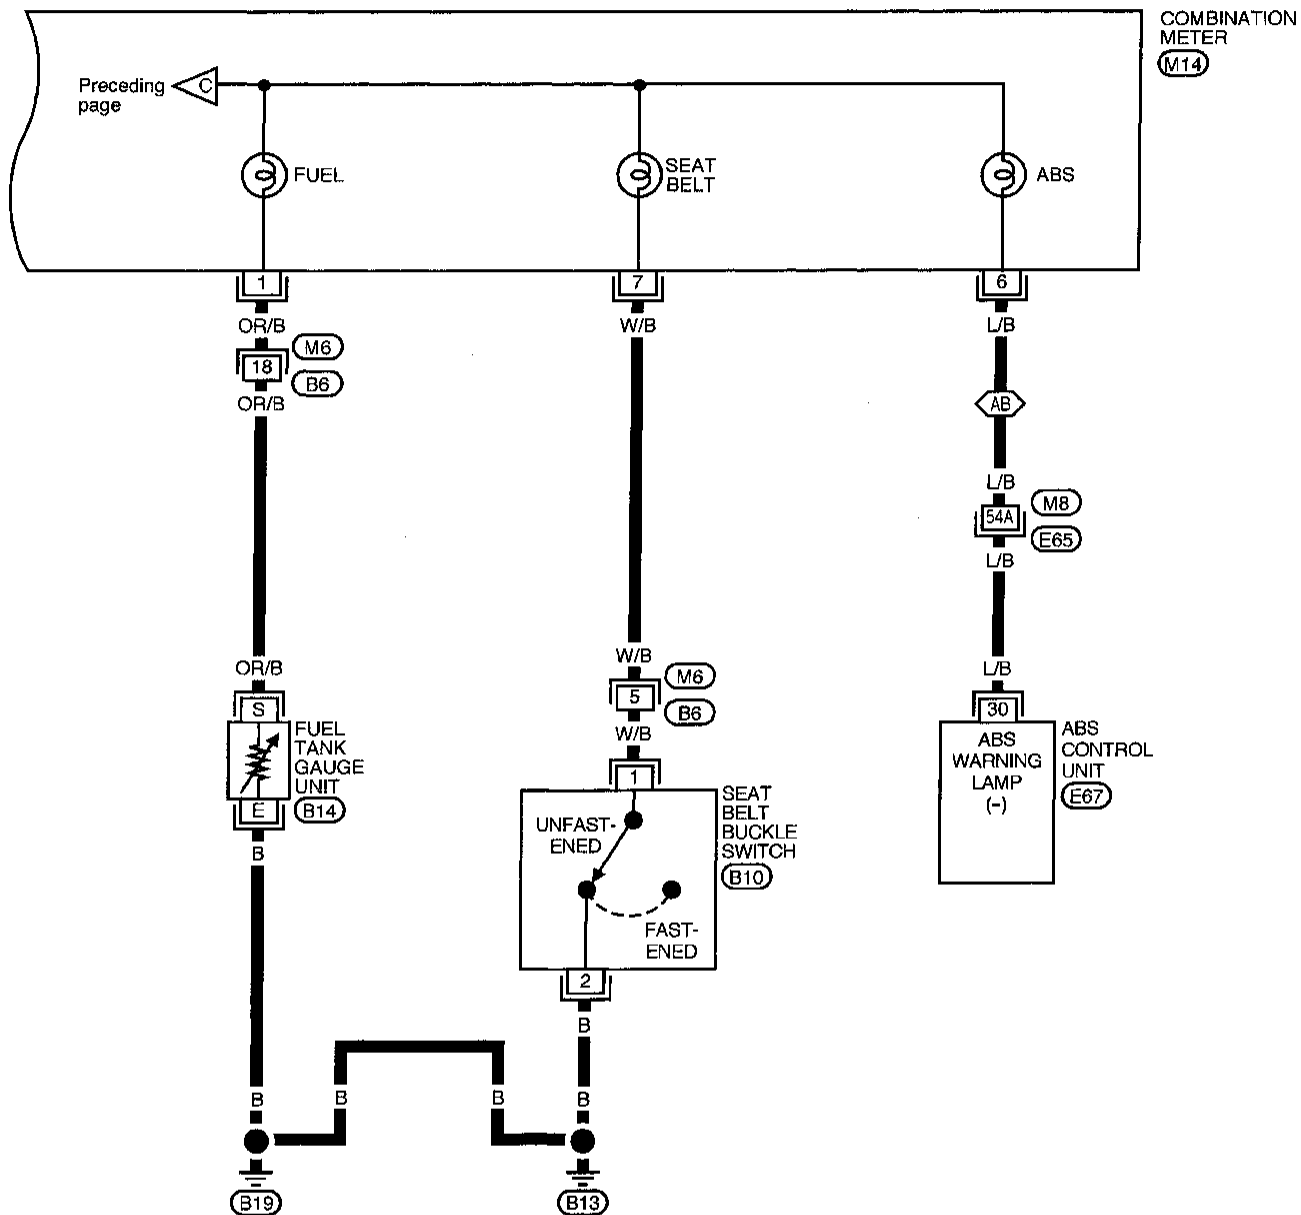 COMBINATION
METER
M14
Preceding
page
C
FUEL
SEAT
BELT
ABS
1
7
6
OR/B
W/B
L/B
M6
18
B6
OR/B
AB
L/B
M8
54A
E65
L/B
OR/B
W/B
L/B
M6
5
B6
W/B
S
30
FUEL
TANK
GAUGE
UNIT
B14
E
B
ABS
WARNING
LAMP
(-)
ABS
CONTROL
UNIT
E67
1
SEAT
BELT
BUCKLE
SWITCH
B10
UNFAST-
ENED
FAST-
ENED
2
B
B
B
B
B
B19
B13